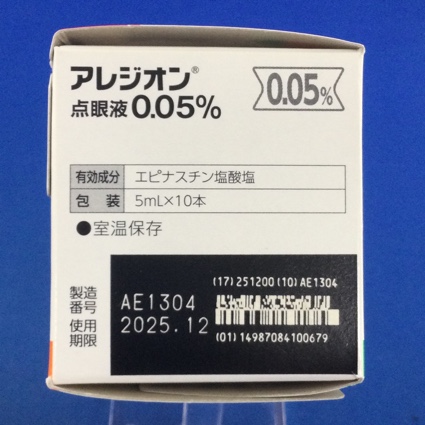 アレジオン®
点眼液0.05%
0.05%
有効成分 エピナスチン塩酸塩
包装 5mL×10本
●室温保存
(17)251200(10)AE1304
製造番号 AE1304
使用期限 2025.12
(01)14987084100679